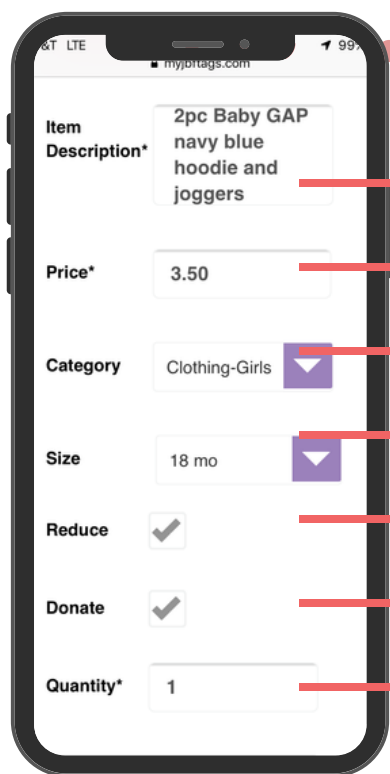 &T LTE 99%
myjbftags.com
Item
Description*
2pc Baby GAP
navy blue
hoodie and
joggers
Price*
3.50
Category
Clothing-Girls
Size
18 mo
Reduce
Donate
Quantity*
1